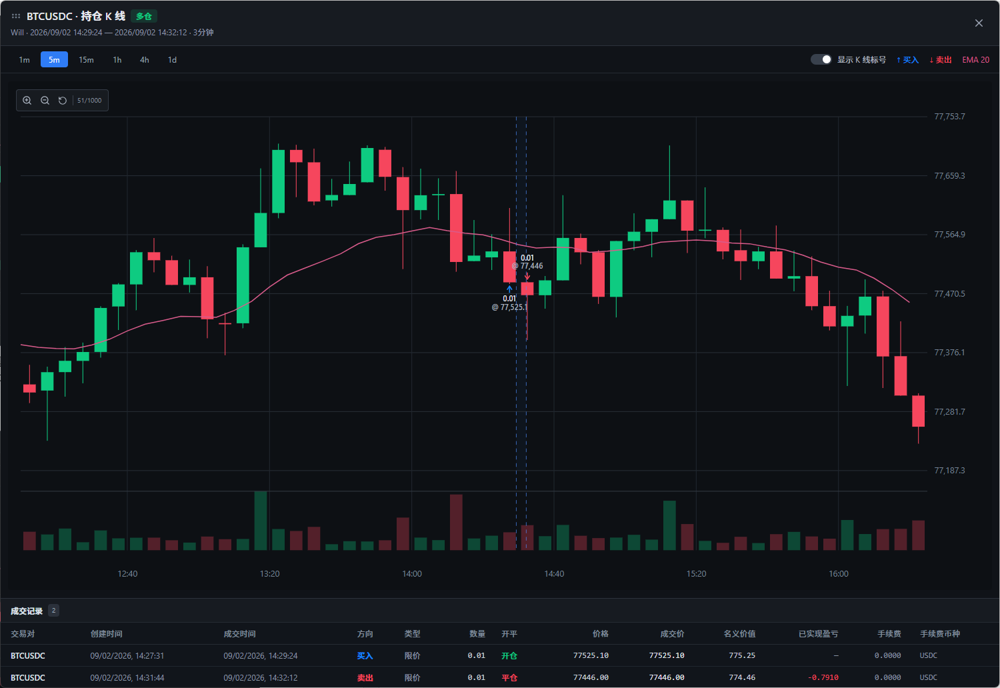 BTCUSDC · 持仓 K 线 多仓
Will · 2026/09/02 14:29:24 — 2026/09/02 14:32:12 · 3分钟
1m 5m 15m 1h 4h 1d 显示 K 线标号 ↑ 买入 ↓ 卖出 EMA 20
51/1000
77,753.7
77,659.3
77,564.9
0.01
@ 77,446
77,470.5
0.01
@ 77,525.1
77,376.1
77,281.7
77,187.3
12:40 13:20 14:00 14:40 15:20 16:00
成交记录 2
交易对 创建时间 成交时间 方向 类型 数量 开平 价格 成交价 名义价值 已实现盈亏 手续费 手续费币种
BTCUSDC 09/02/2026, 14:27:31 09/02/2026, 14:29:24 买入 限价 0.01 开仓 77525.10 77525.10 775.25 — 0.0000 USDC
BTCUSDC 09/02/2026, 14:31:44 09/02/2026, 14:32:12 卖出 限价 0.01 平仓 77446.00 77446.00 774.46 -0.7910 0.0000 USDC